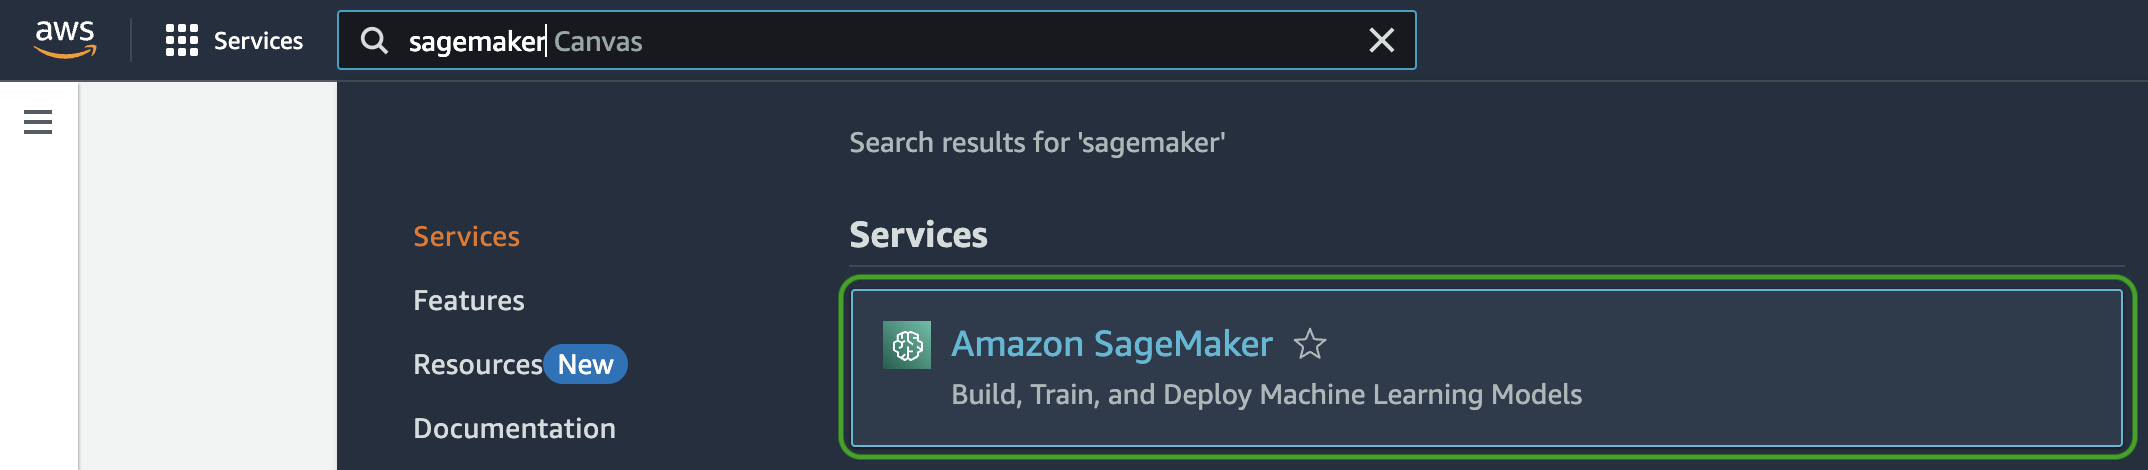 aws Services sagemaker Canvas
Search results for 'sagemaker'
Services
Features
Resources New
Documentation
Services
Amazon SageMaker
Build, Train, and Deploy Machine Learning Models